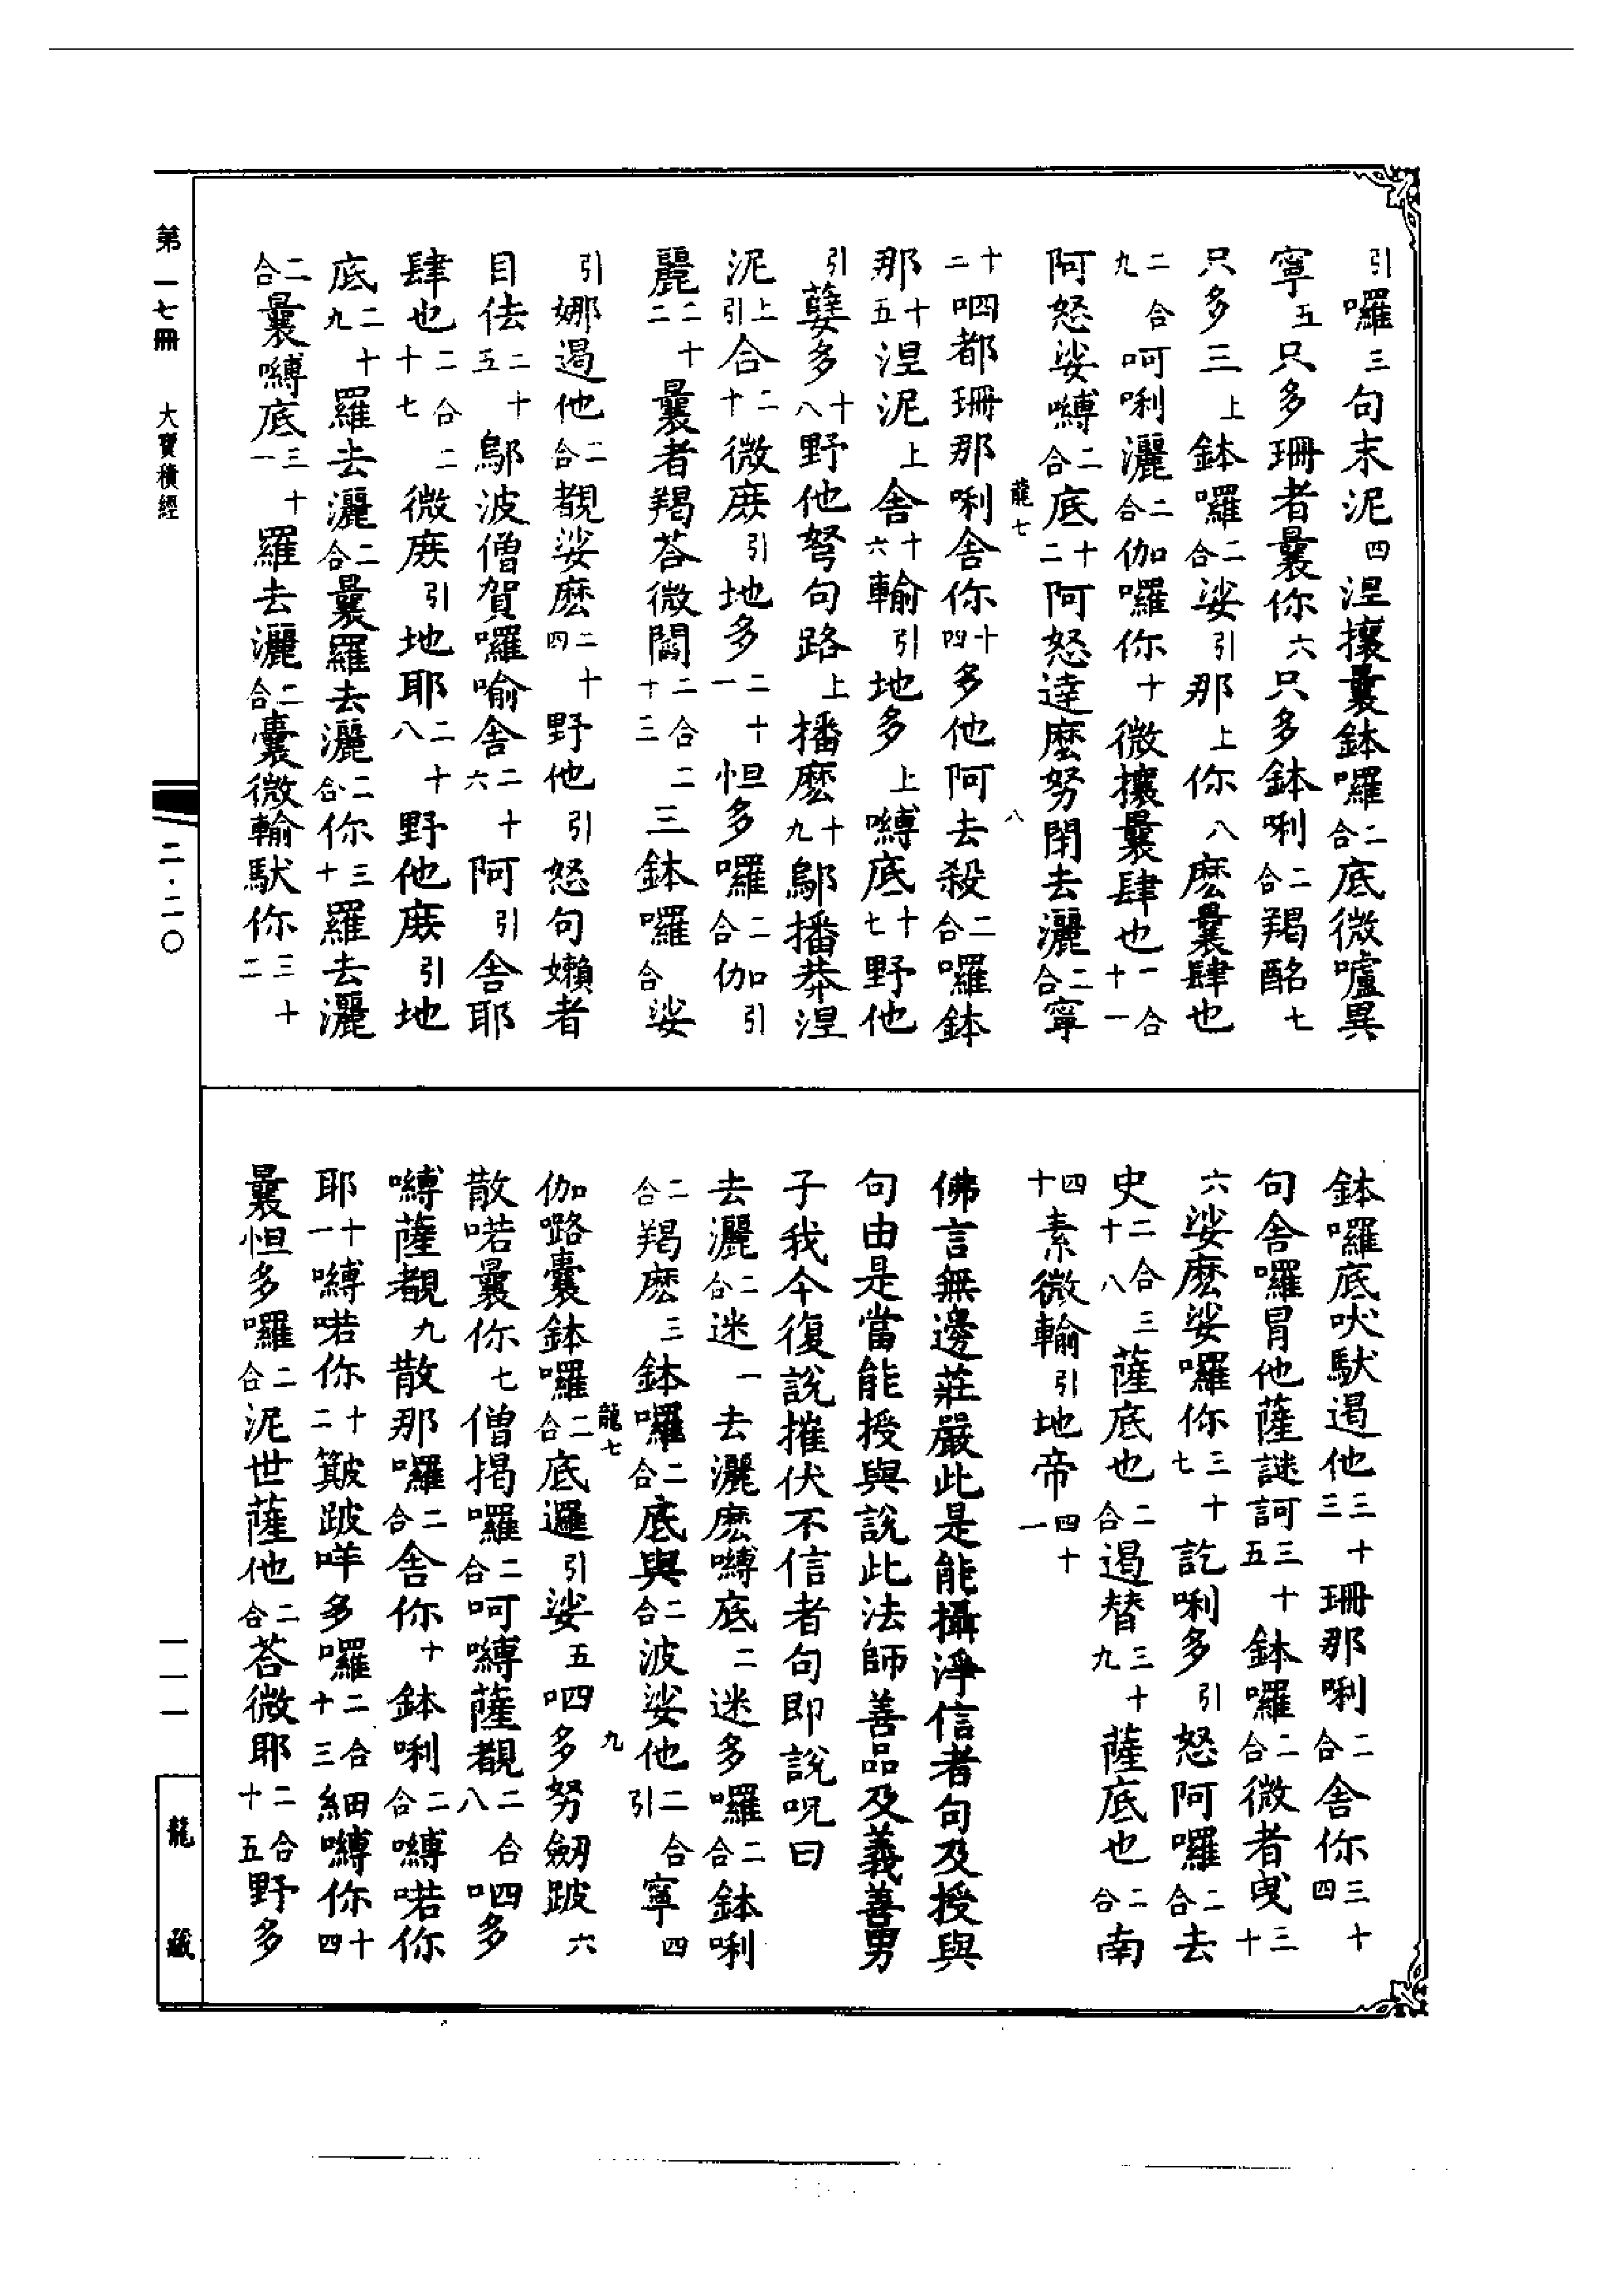 引囉三句末泥四涅攘曩鉢囉二合底微嚧異
寧五只多珊者曩你六只多鉢唎二合羯酩七
只多三上鉢囉二合娑引那上你八麽曩肆也
二合九呵唎灑二合伽囉你十微攘曩肆也二合十一
阿怒娑嚩二合底十二阿怒達麽努閉去灑二合寧
龍七 八
十三呬都珊那唎舍你十四多他阿去殺二合囉鉢
那十五涅泥上舍十六輸引地多上嚩底十七野他
引孽多十八野他弩句路上播麽十九鄔播莽涅
泥上引合二十微蔟引地多二十一怛多囉二合伽引
麗二十二曩者羯荅微闊二合二十三三鉢囉合娑
引娜遏他二合覩娑麽二十四野他引怒句嬾者
目佉二十五鄔波僧賀囉喻舍二十六阿引舍耶
肆也二合二十七微蔟引地耶二十八野他蔟引地
底二十九羅去灑二合曩羅去灑二合你三十羅去灑
二合曩嚩底三十一羅去灑二合囊微輸馱你三十二
鉢囉底吠馱遏他三十三珊那唎二合舍你三十四
句舍囉冐他薩謎訶三十五鉢囉二合微者曵三十
六娑麽娑囉你三十七訖唎多引怒阿囉二合去
史二合三十八薩底也二合遏替三十九薩底也二合南
四十素微輸引地帝四十一
佛言無邊莊嚴此是能攝淨信者句及授與
句由是當能授與說此法師善品及義善男
子我今復說摧伏不信者句即說呪曰
去灑二合迷一去灑麽嚩底二迷多囉二合鉢唎
二合羯麽三鉢囉二合底與二合波娑他二合引寧四
龍七 九
伽路囊鉢囉二合底邏引娑五呬多努劒跛六
散喏曩你七僧揭囉二合呵嚩薩覩二合八呬多
嚩薩覩九散那囉二合舍你十鉢唎二合嚩喏你
耶十一嚩喏你十二簸跛咩多囉二合十三細嚩你十四
曩怛多囉二合泥世薩他二合荅微耶二合十五野多
第一七冊 大寶積經 二·二〇 一一一 龍藏